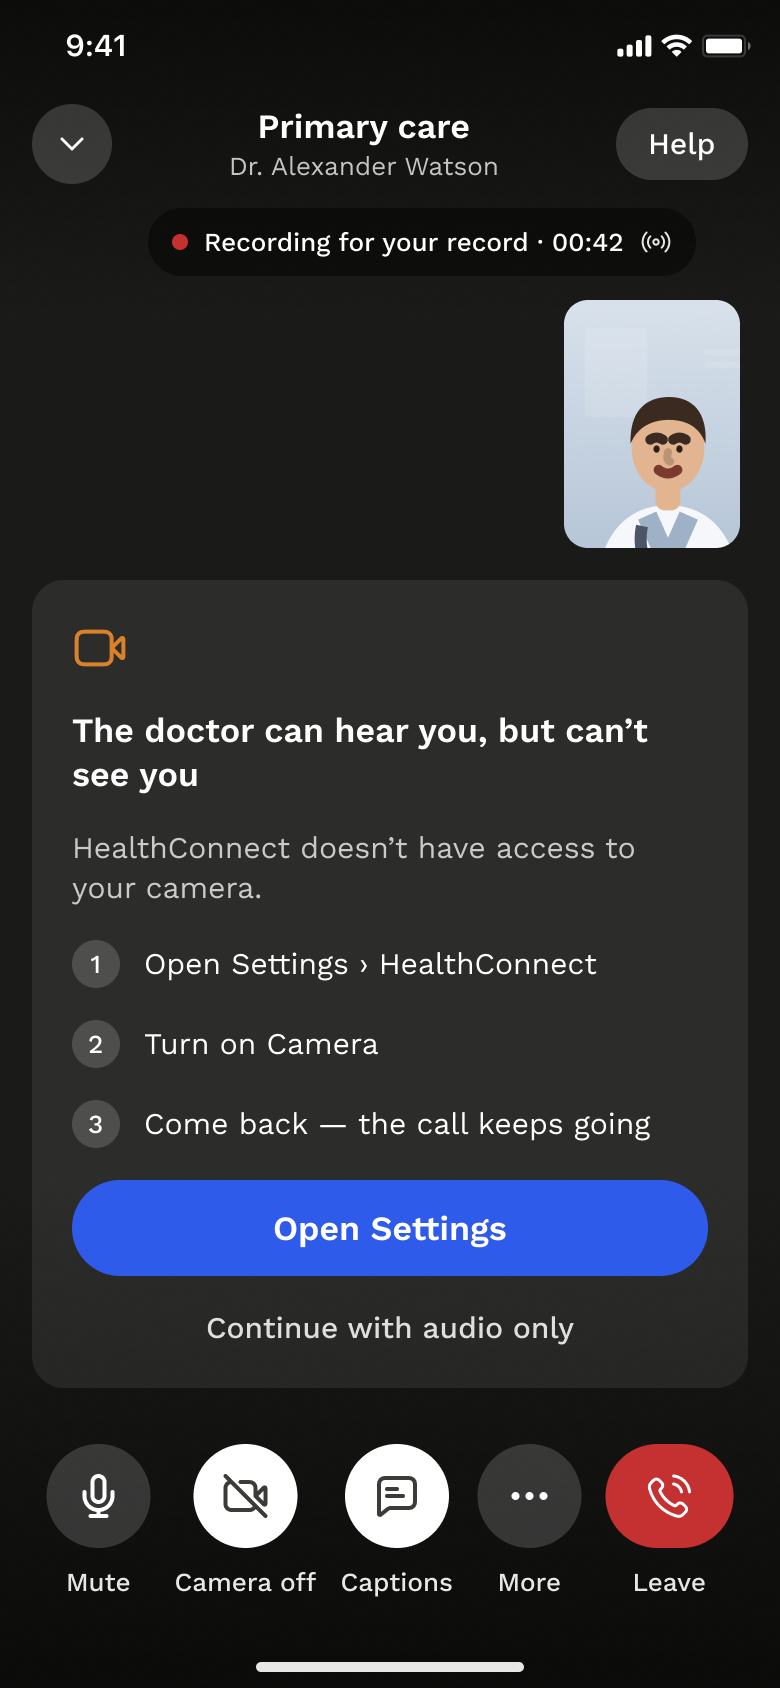 9:41
Primary care
Dr. Alexander Watson
Help
Recording for your record · 00:42
The doctor can hear you, but can’t
see you
HealthConnect doesn’t have access to
your camera.
1 Open Settings › HealthConnect
2 Turn on Camera
3 Come back — the call keeps going
Open Settings
Continue with audio only
Mute Camera off Captions More Leave